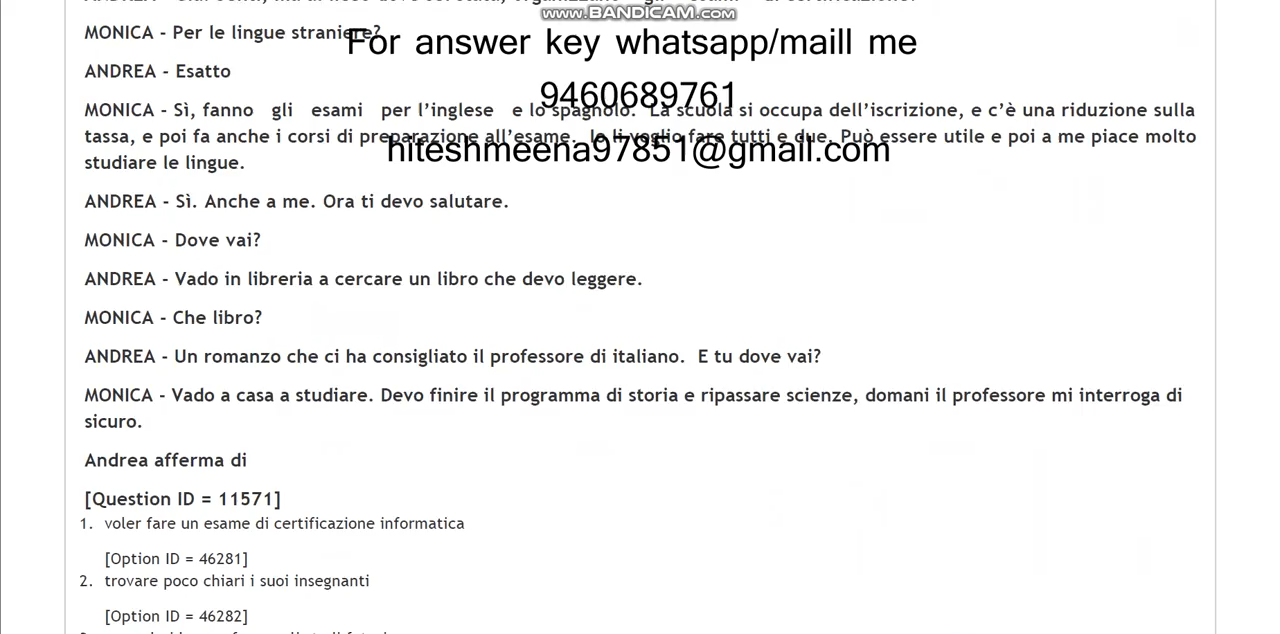 www.BANDICAM.com
MONICA - Per le lingue straniere?
For answer key whatsapp/maill me
ANDREA - Esatto
9460689761
MONICA - Sì, fanno gli esami per l’inglese e lo spagnolo. La scuola si occupa dell’iscrizione, e c’è una riduzione sulla
tassa, e poi fa anche i corsi di preparazione all’esame. Io li voglio fare tutti e due. Può essere utile e poi a me piace molto
hiteshmeena97851@gmail.com
studiare le lingue.
ANDREA - Sì. Anche a me. Ora ti devo salutare.
MONICA - Dove vai?
ANDREA - Vado in libreria a cercare un libro che devo leggere.
MONICA - Che libro?
ANDREA - Un romanzo che ci ha consigliato il professore di italiano. E tu dove vai?
MONICA - Vado a casa a studiare. Devo finire il programma di storia e ripassare scienze, domani il professore mi interroga di
sicuro.
Andrea afferma di
[Question ID = 11571]
1. voler fare un esame di certificazione informatica
[Option ID = 46281]
2. trovare poco chiari i suoi insegnanti
[Option ID = 46282]